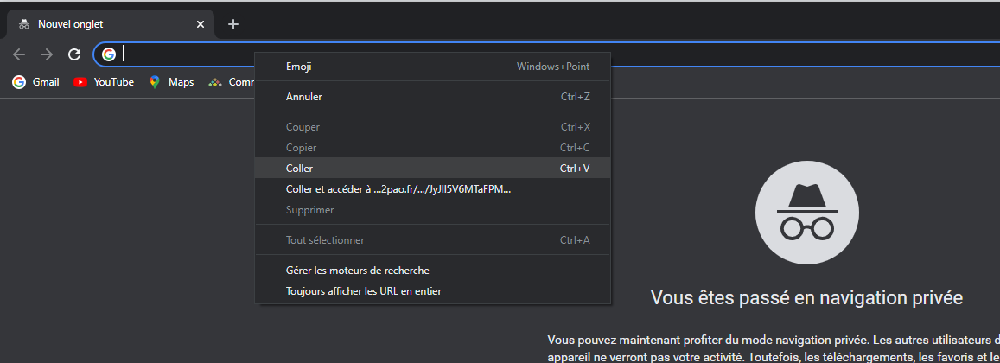 Nouvel onglet
Gmail YouTube Maps
Emoji Windows+Point
Annuler Ctrl+Z
Couper Ctrl+X
Copier Ctrl+C
Coller Ctrl+V
Coller et accéder à ...2pao.fr/.../JyJII5V6MTaFPM...
Supprimer
Tout sélectionner Ctrl+A
Gérer les moteurs de recherche
Toujours afficher les URL en entier
Vous êtes passé en navigation privée
Vous pouvez maintenant profiter du mode navigation privée. Les autres utilisateurs
appareil ne verront pas votre activité. Toutefois, les téléchargements, les favoris et